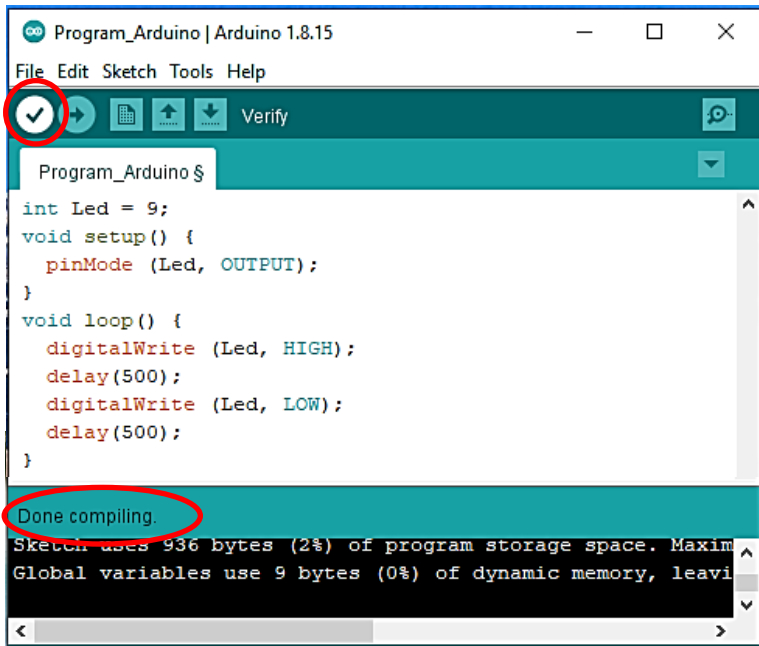 Program_Arduino | Arduino 1.8.15
File Edit Sketch Tools Help
Verify
Program_Arduino §
int Led = 9;
void setup() {
  pinMode (Led, OUTPUT);
}
void loop() {
  digitalWrite (Led, HIGH);
  delay(500);
  digitalWrite (Led, LOW);
  delay(500);
}
Done compiling.
Sketch uses 936 bytes (2%) of program storage space. Maxim
Global variables use 9 bytes (0%) of dynamic memory, leavi